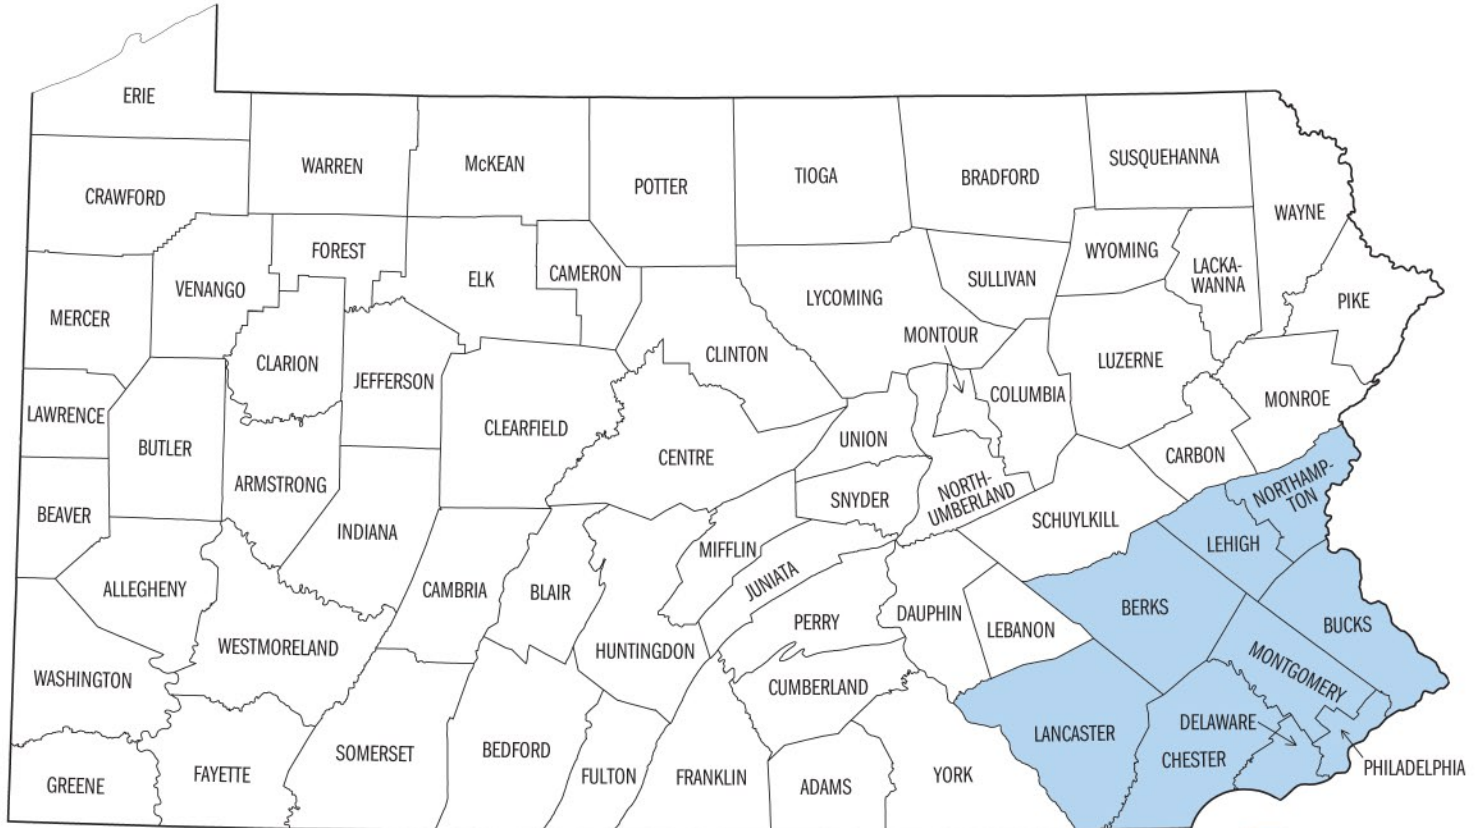 ERIE
WARREN
McKEAN
POTTER
TIOGA
BRADFORD
SUSQUEHANNA
WAYNE
CRAWFORD
FOREST
VENANGO
ELK
CAMERON
LYCOMING
SULLIVAN
WYOMING
LACKA-
WANNA
PIKE
MERCER
CLARION
JEFFERSON
CLINTON
MONTOUR
COLUMBIA
LUZERNE
MONROE
LAWRENCE
BUTLER
CLEARFIELD
CENTRE
UNION
CARBON
NORTHAMP-
TON
BEAVER
ARMSTRONG
INDIANA
SNYDER
NORTH-
UMBERLAND
SCHUYLKILL
LEHIGH
ALLEGHENY
CAMBRIA
BLAIR
MIFFLIN
JUNIATA
PERRY
DAUPHIN
LEBANON
BERKS
BUCKS
WESTMORELAND
HUNTINGDON
MONTGOMERY
WASHINGTON
CUMBERLAND
LANCASTER
DELAWARE
CHESTER
PHILADELPHIA
GREENE
FAYETTE
SOMERSET
BEDFORD
FULTON
FRANKLIN
ADAMS
YORK